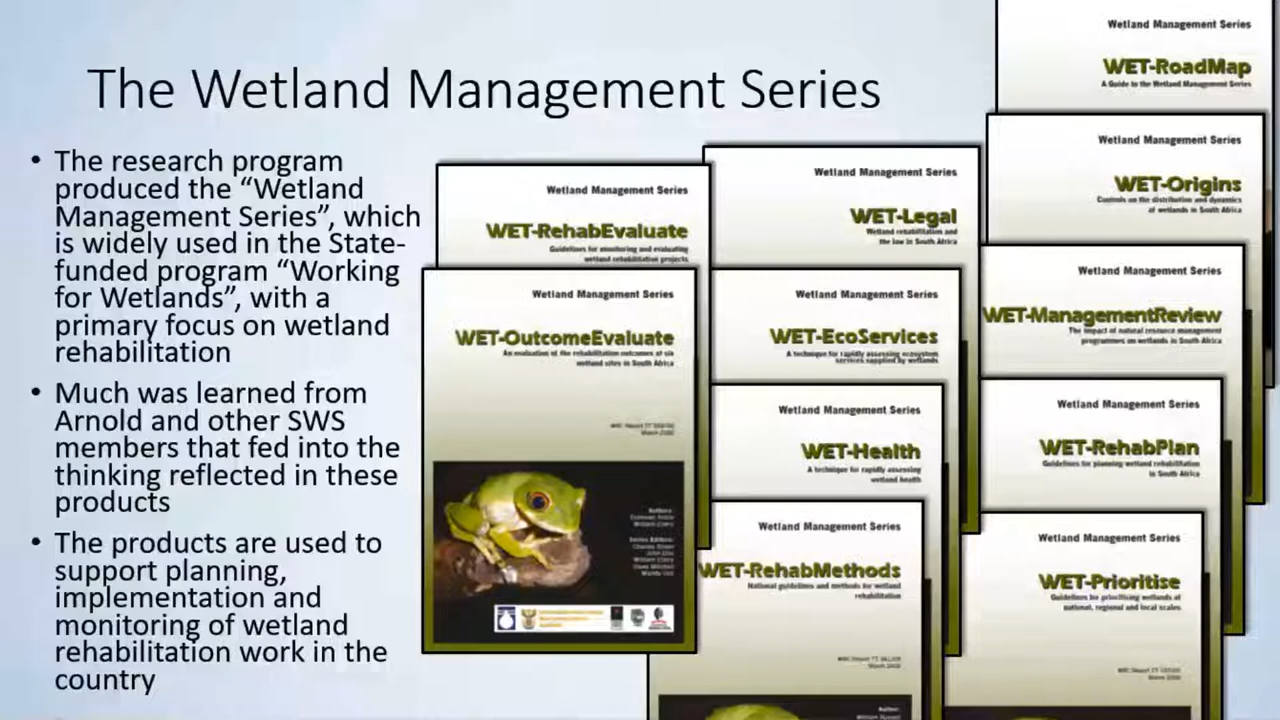 The Wetland Management Series
• The research program
produced the “Wetland
Management Series”, which
is widely used in the State-
funded program “Working
for Wetlands”, with a
primary focus on wetland
rehabilitation
• Much was learned from
Arnold and other SWS
members that fed into the
thinking reflected in these
products
• The products are used to
support planning,
implementation and
monitoring of wetland
rehabilitation work in the
country
Wetland Management Series
WET-RehabEvaluate
Guidelines for monitoring and evaluating
wetland rehabilitation projects
Wetland Management Series
WET-OutcomeEvaluate
An evaluation of the rehabilitation outcomes at six
wetland sites in South Africa
March 2008
Authors:
Series Editors:
Wetland Management Series
WET-Legal
Wetland rehabilitation and
the law in South Africa
Wetland Management Series
WET-EcoServices
A technique for rapidly assessing ecosystem
services supplied by wetlands
Wetland Management Series
WET-Health
A technique for rapidly assessing
wetland health
Wetland Management Series
WET-RehabMethods
National guidelines and methods for wetland
rehabilitation
March 2008
Author:
Wetland Management Series
WET-RoadMap
A Guide to the Wetland Management Series
Wetland Management Series
WET-Origins
Controls on the distribution and dynamics
of wetlands in South Africa
Wetland Management Series
WET-ManagementReview
The impact of natural resource management
programmes on wetlands in South Africa
Wetland Management Series
WET-RehabPlan
Guidelines for planning wetland rehabilitation
in South Africa
Wetland Management Series
WET-Prioritise
Guidelines for prioritising wetlands at
national, regional and local scales
March 2008